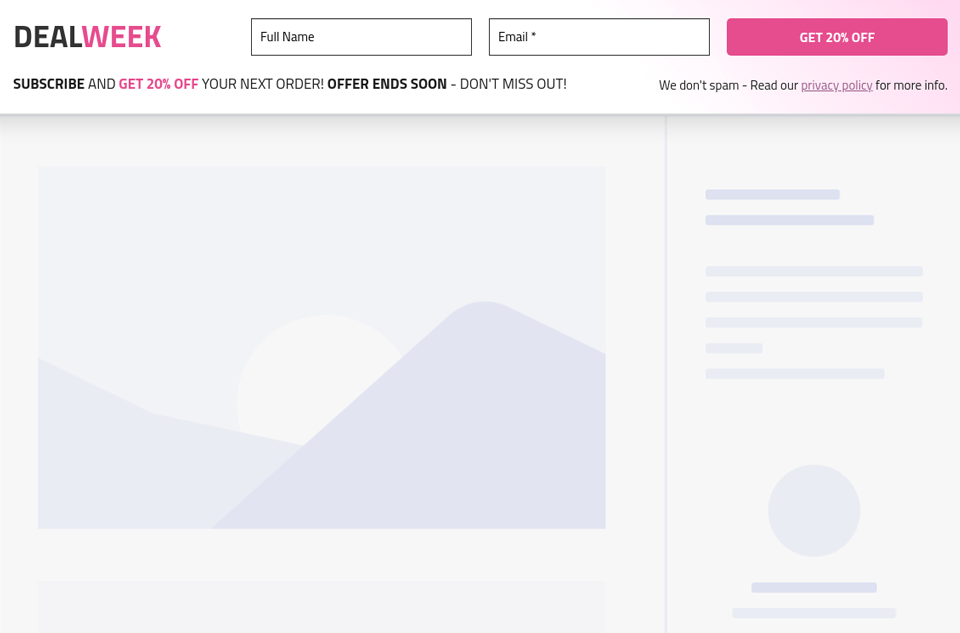 DEALWEEK
Full Name
Email *
GET 20% OFF
SUBSCRIBE AND GET 20% OFF YOUR NEXT ORDER! OFFER ENDS SOON - DON'T MISS OUT!
We don't spam - Read our privacy policy for more info.